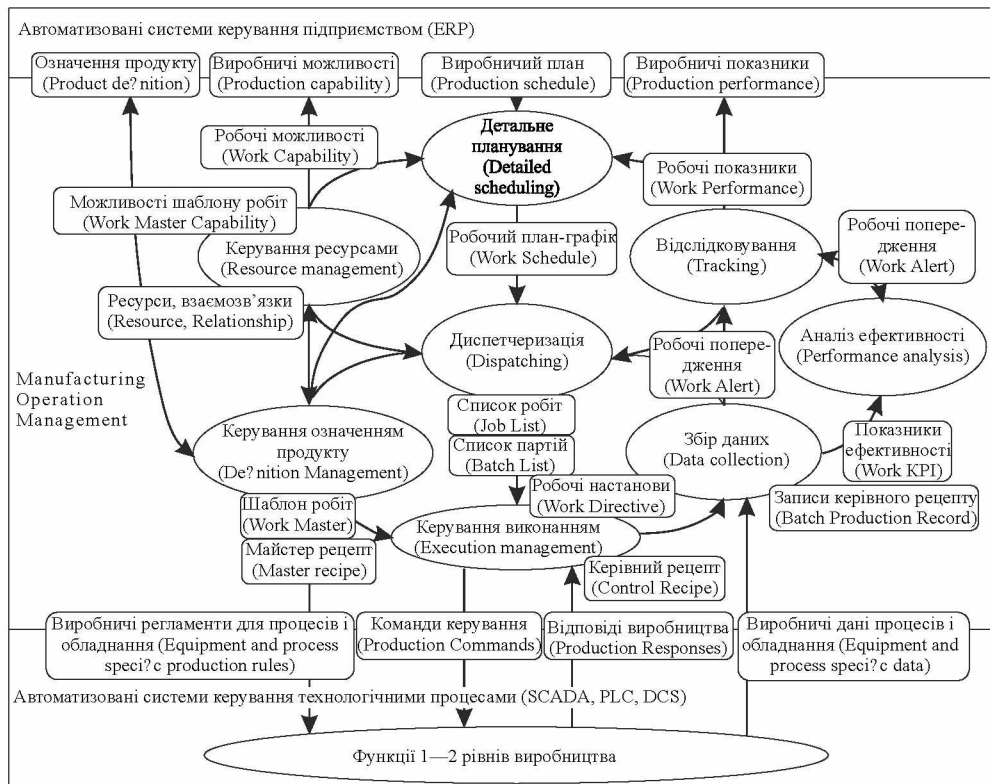 Автоматизовані системи керування підприємством (ERP)
Означення продукту
(Product de?nition)
Виробничі можливості
(Production capability)
Виробничий план
(Production schedule)
Виробничі показники
(Production performance)
Робочі можливості
(Work Capability)
Детальне
планування
(Detailed
scheduling)
Робочі показники
(Work Performance)
Можливості шаблону робіт
(Work Master Capability)
Керування ресурсами
(Resource management)
Робочий план-графік
(Work Schedule)
Відслідковування
(Tracking)
Робочі попере-
дження
(Work Alert)
Ресурси, взаємозв’язки
(Resource, Relationship)
Диспетчеризація
(Dispatching)
Робочі попере-
дження
(Work Alert)
Аналіз ефективності
(Performance analysis)
Manufacturing
Operation
Management
Список робіт
(Job List)
Список партій
(Batch List)
Керування означенням
продукту
(De?nition Management)
Збір даних
(Data collection)
Показники
ефективності
(Work KPI)
Робочі настанови
(Work Directive)
Записи керівного рецепту
(Batch Production Record)
Шаблон робіт
(Work Master)
Майстер рецепт
(Master recipe)
Керування виконанням
(Execution management)
Керівний рецепт
(Control Recipe)
Виробничі регламенти для процесів і
обладнання (Equipment and process
speci?c production rules)
Команди керування
(Production Commands)
Відповіді виробництва
(Production Responses)
Виробничі дані процесів і
обладнання (Equipment and
process speci?c data)
Автоматизовані системи керування технологічними процесами (SCADA, PLC, DCS)
Функції 1—2 рівнів виробництва